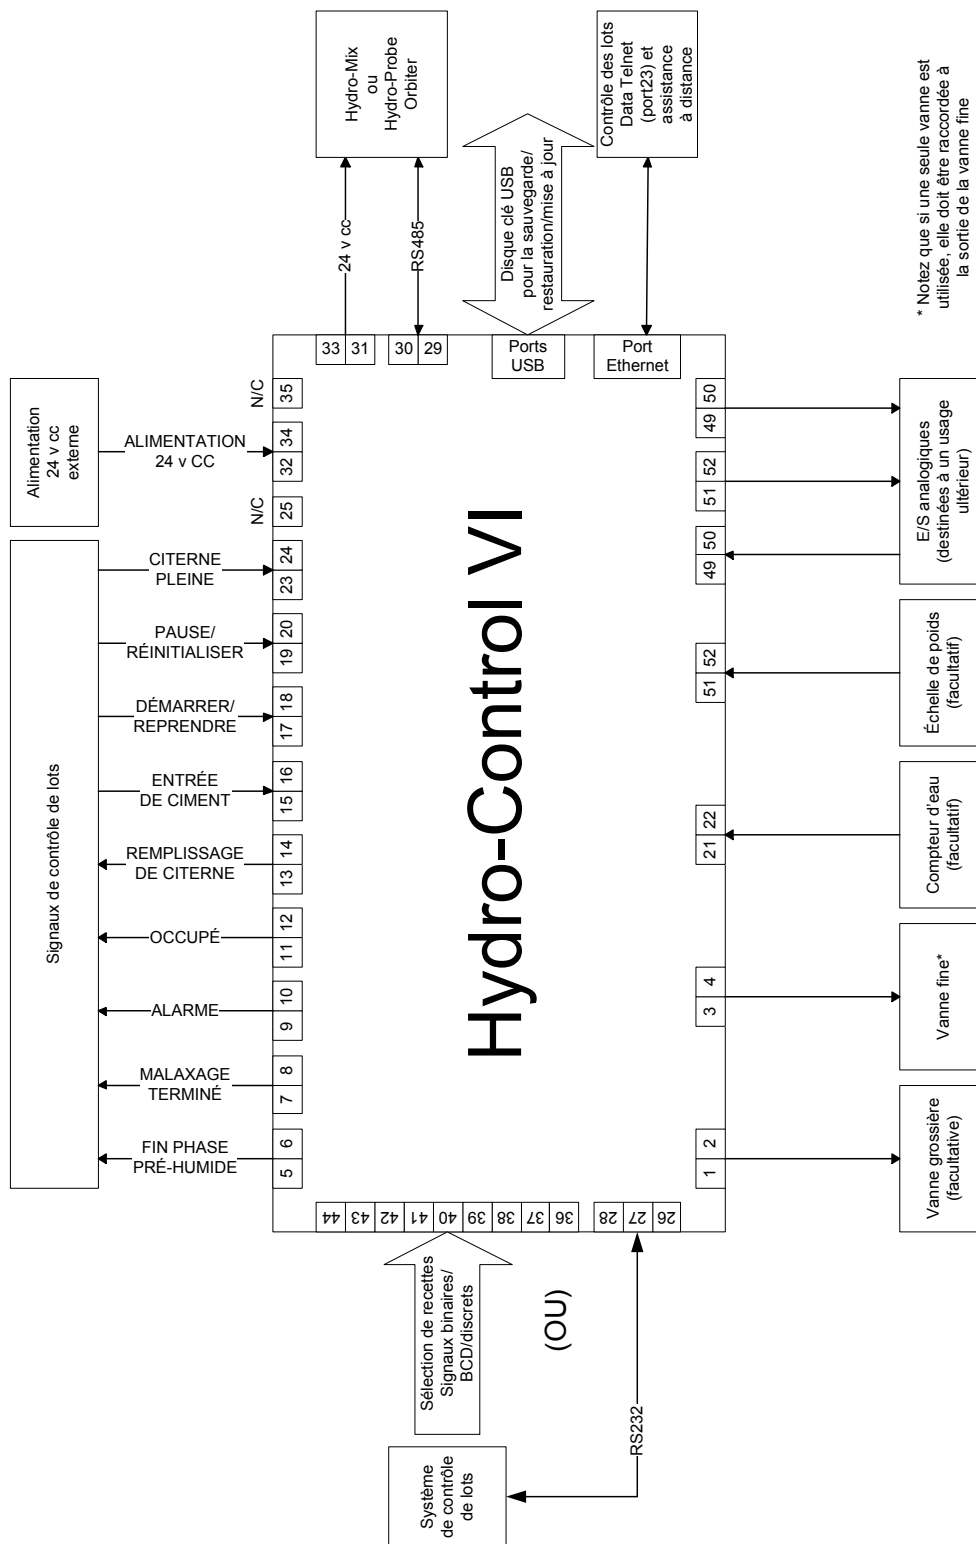 Alimentation
24 v cc
externe
Signaux de contrôle de lots
Hydro-Mix
ou
Hydro-Probe
Orbiter
Contrôle des lots
Data Telnet
(port23) et
assistance
à distance
Disque clé USB
pour la sauvegarde/
restauration/mise à jour
24 v cc
RS485
* Notez que si une seule vanne est
utilisée, elle doit être raccordée à
la sortie de la vanne fine
FIN PHASE
PRÉ-HUMIDE
MALAXAGE
TERMINÉ
ALARME
OCCUPÉ
REMPLISSAGE
DE CITERNE
ENTRÉE
DE CIMENT
DÉMARRER/
REPRENDRE
PAUSE/
RÉINITIALISER
CITERNE
PLEINE
N/C
ALIMENTATION
24 v CC
N/C
5 6
7 8
9 10
11 12
13 14
15 16
17 18
19 20
23 24
25
32 34
35
33
31
30
29
Ports
USB
Port
Ethernet
Hydro-Control VI
44
43
42
41
40
39
38
37
36
28
27
26
1 2
3 4
21 22
51 52
49 50
51 52
49 50
Sélection de recettes
Signaux binaires/
BCD/discrets
(OU)
RS232
Système
de contrôle
de lots
Vanne grossière
(facultative)
Vanne fine*
Compteur d'eau
(facultatif)
Échelle de poids
(facultatif)
E/S analogiques
(destinées à un usage
ultérieur)